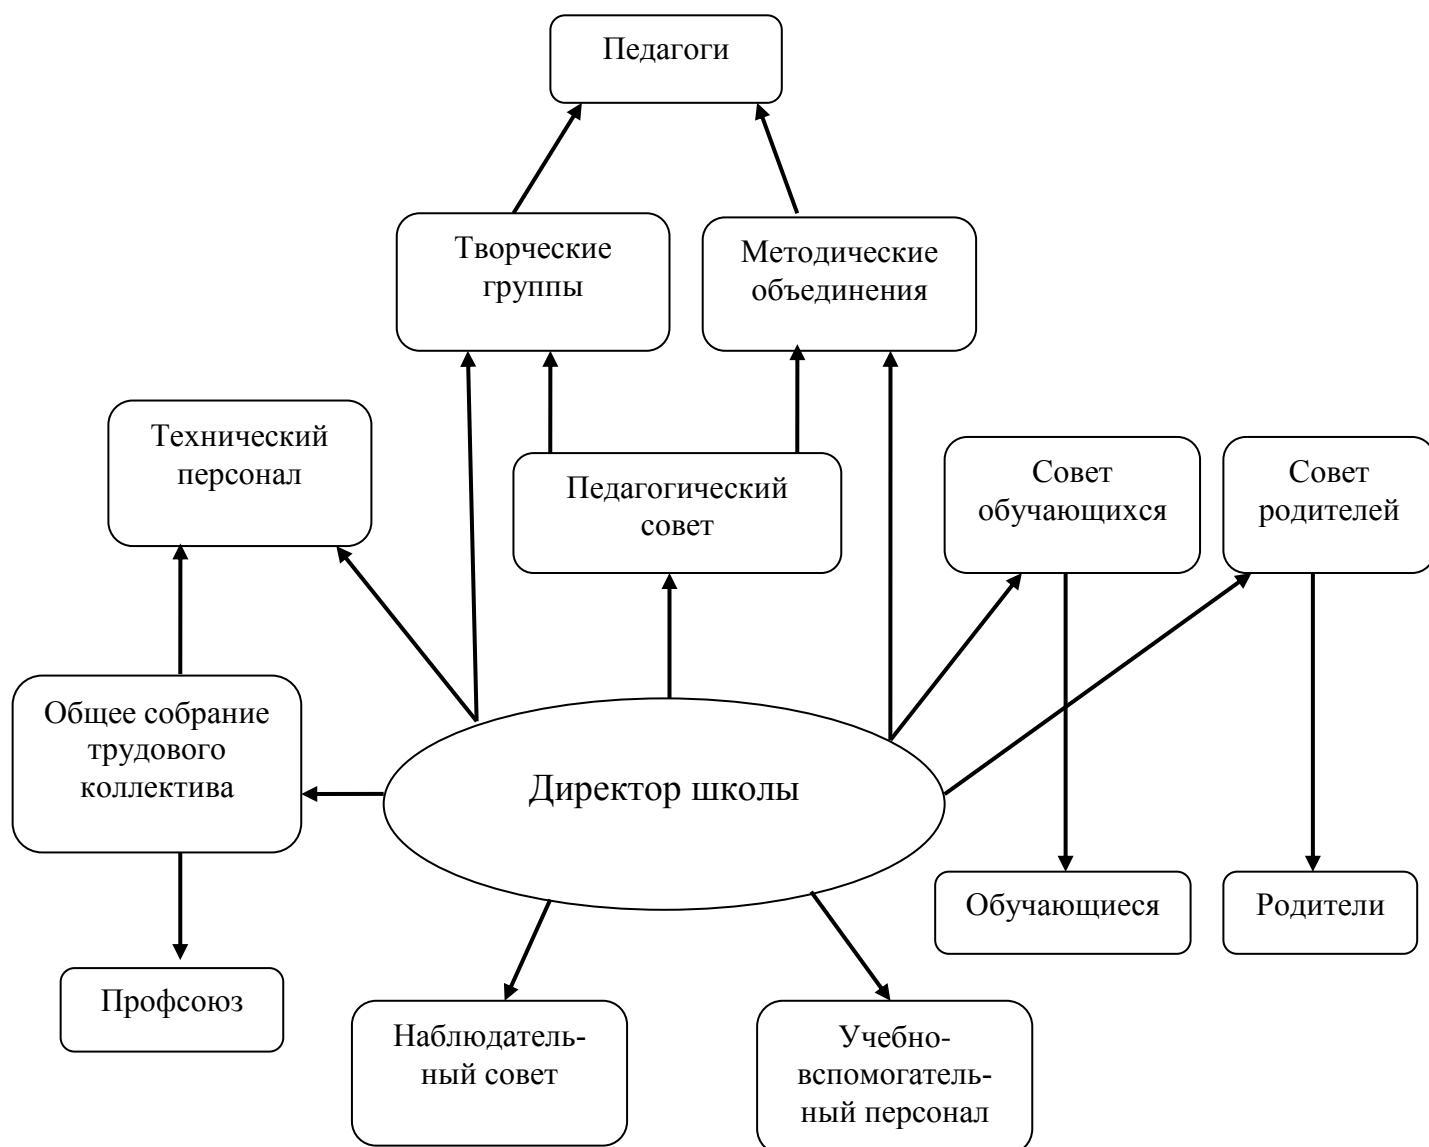 Педагоги
Творческие
группы
Методические
объединения
Технический
персонал
Педагогический
совет
Совет
обучающихся
Совет
родителей
Общее собрание
трудового
коллектива
Директор школы
Обучающиеся
Родители
Профсоюз
Наблюдатель-
ный совет
Учебно-
вспомогатель-
ный персонал